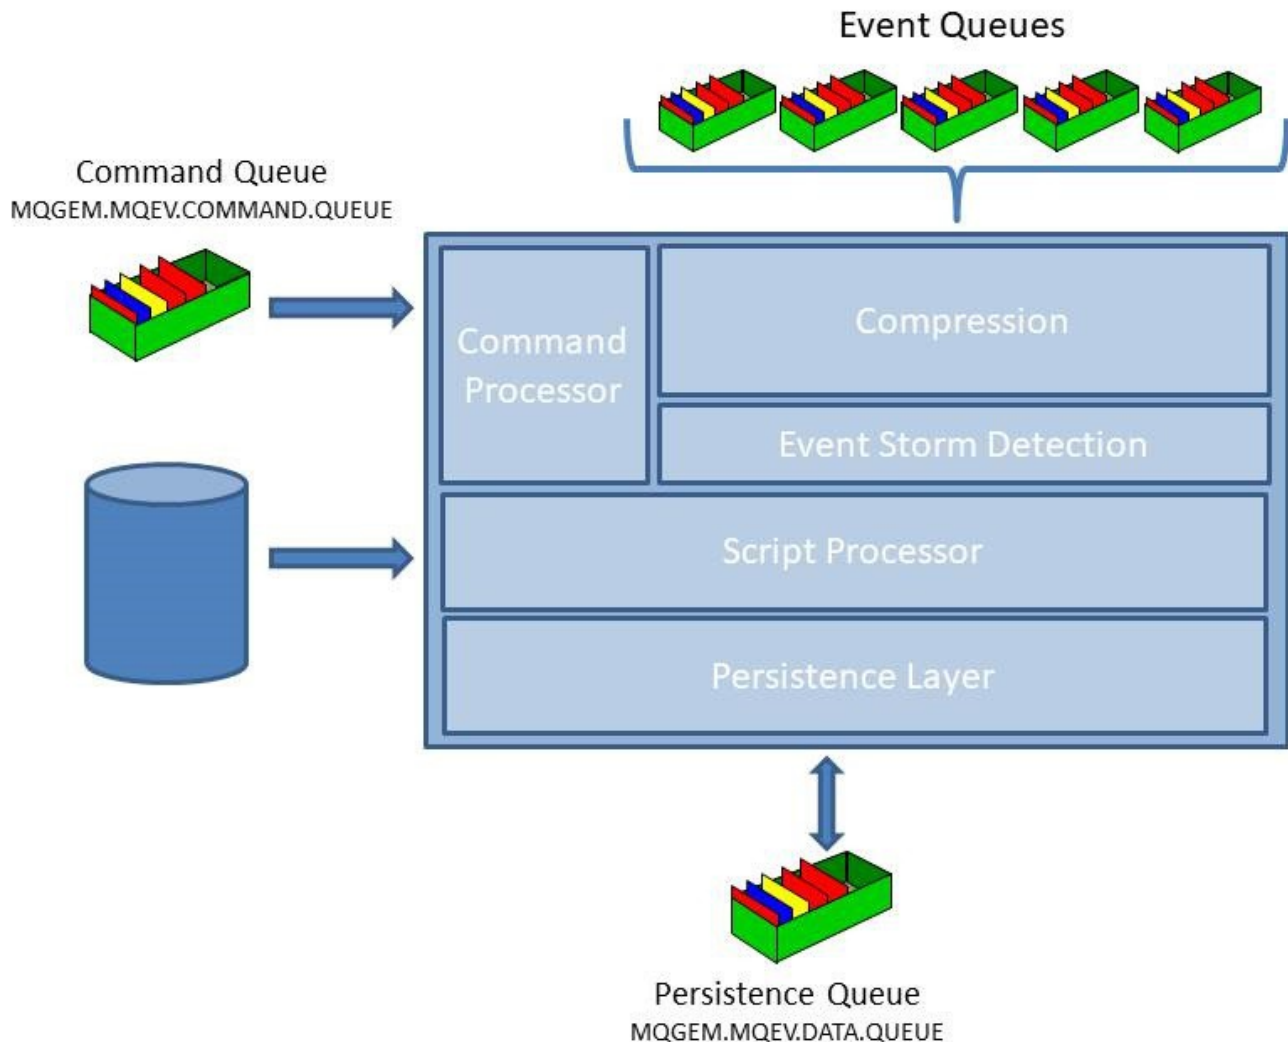 Event Queues
Command Queue
MQGEM.MQEV.COMMAND.QUEUE
Command
Processor
Compression
Event Storm Detection
Script Processor
Persistence Layer
Persistence Queue
MQGEM.MQEV.DATA.QUEUE